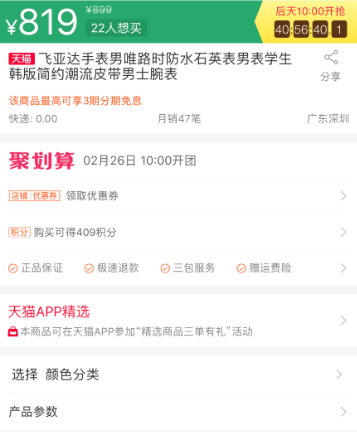 ¥819 ¥899
22人想买
后天10:00开抢
40:56:40.1
天猫 飞亚达手表男唯路时防水石英表男表学生
韩版简约潮流皮带男士腕表
分享
该商品最高可享3期分期免息
快递: 0.00 月销47笔 广东深圳
聚划算 02月26日 10:00开团
店铺优惠券 领取优惠券
积分 购买可得409积分
正品保证 极速退款 三包服务 赠运费险
天猫APP精选
本商品可在天猫APP参加“精选商品三单有礼”活动
选择 颜色分类
产品参数